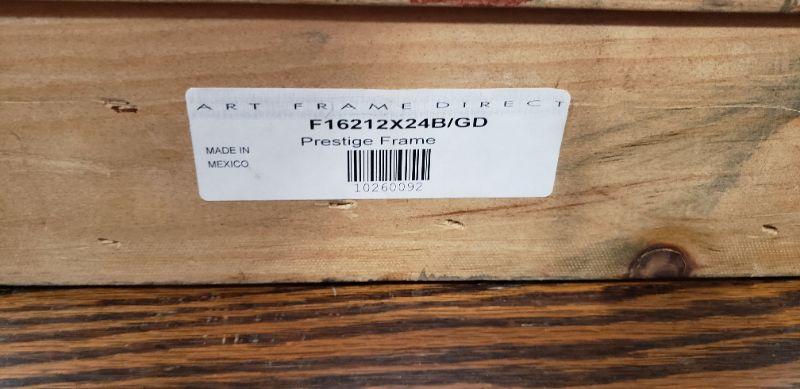 ART FRAME DIRECT
F16212X24B/GD
Prestige Frame
MADE IN
MEXICO
10260092